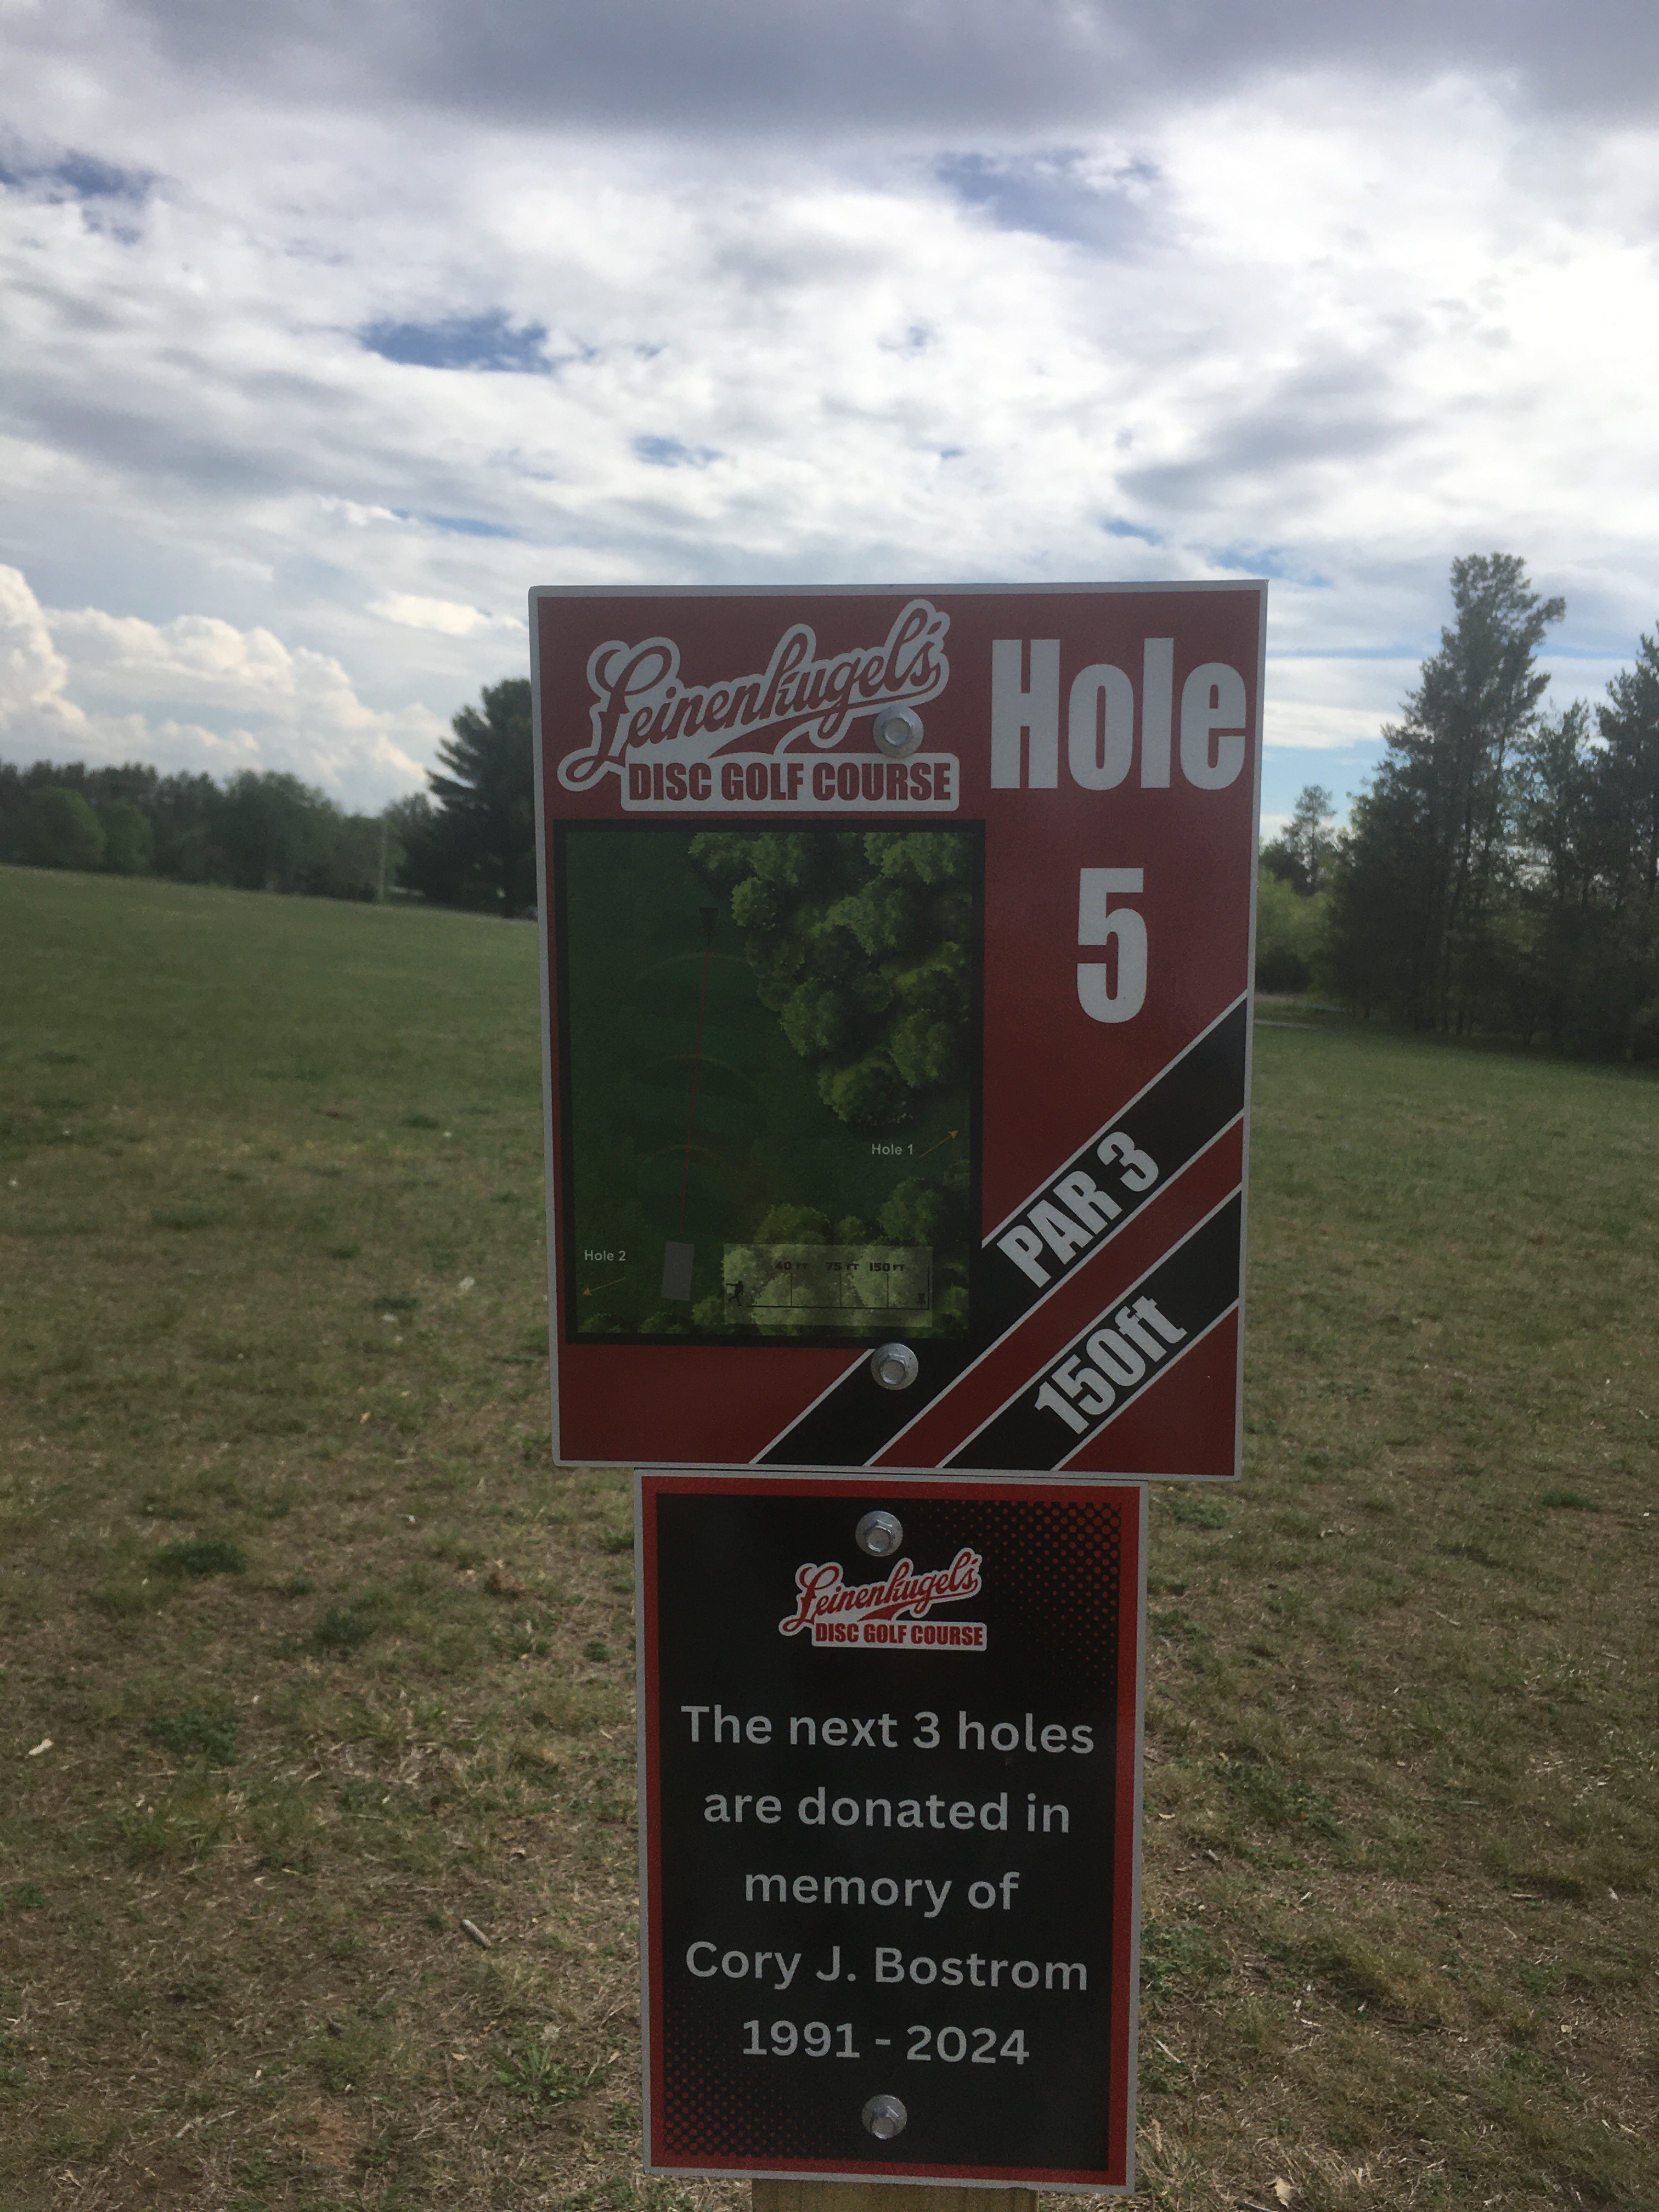 Leinenkugel's
DISC GOLF COURSE
Hole
5
Hole 1
Hole 2
40 FT 75 FT 150 FT
PAR 3
150ft
Leinenkugel's
DISC GOLF COURSE
The next 3 holes
are donated in
memory of
Cory J. Bostrom
1991 - 2024